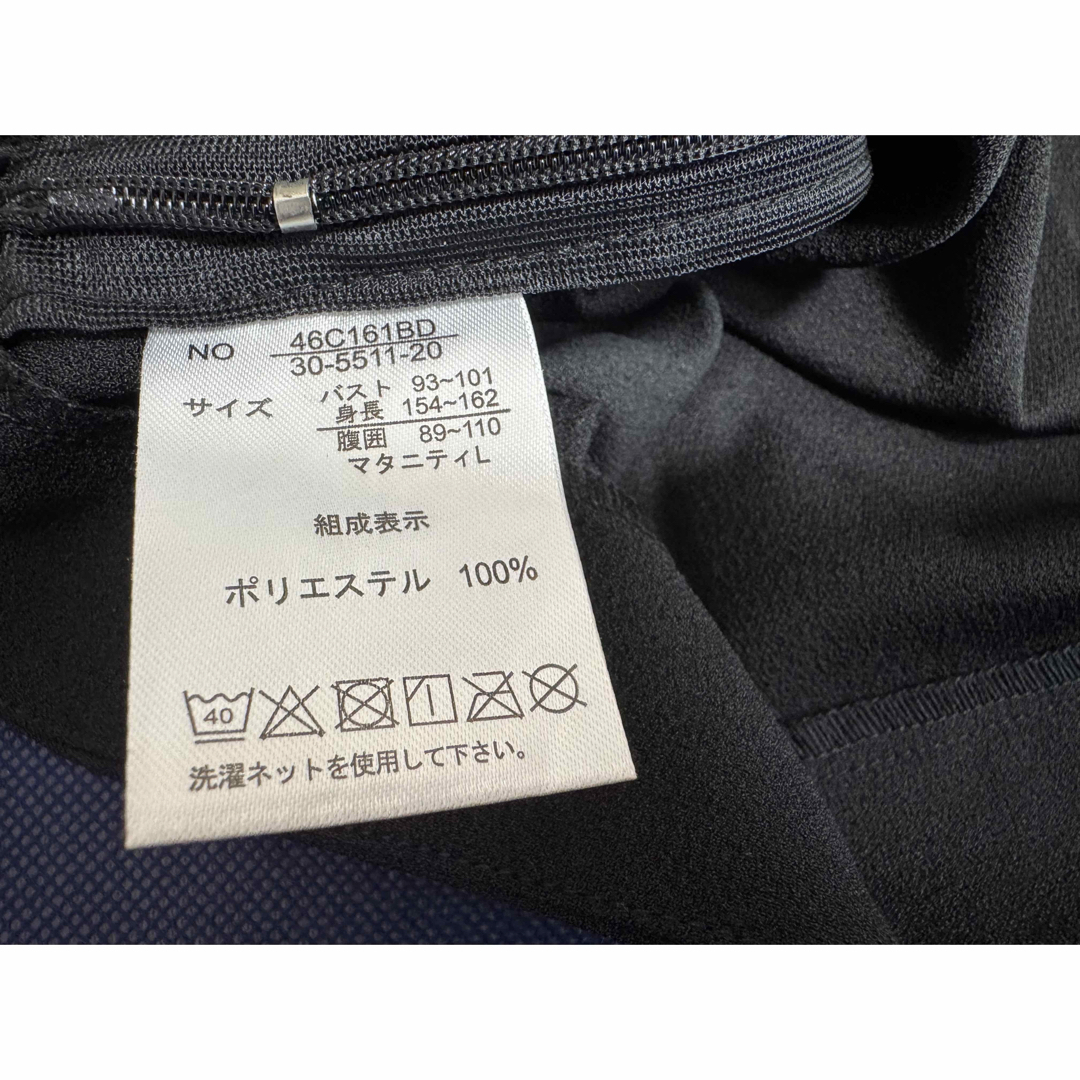 NO 46C161BD
30-5511-20
サイズ バスト 93~101
身長 154~162
腹囲 89~110
マタニティL
組成表示
ポリエステル 100%
40
洗濯ネットを使用して下さい。